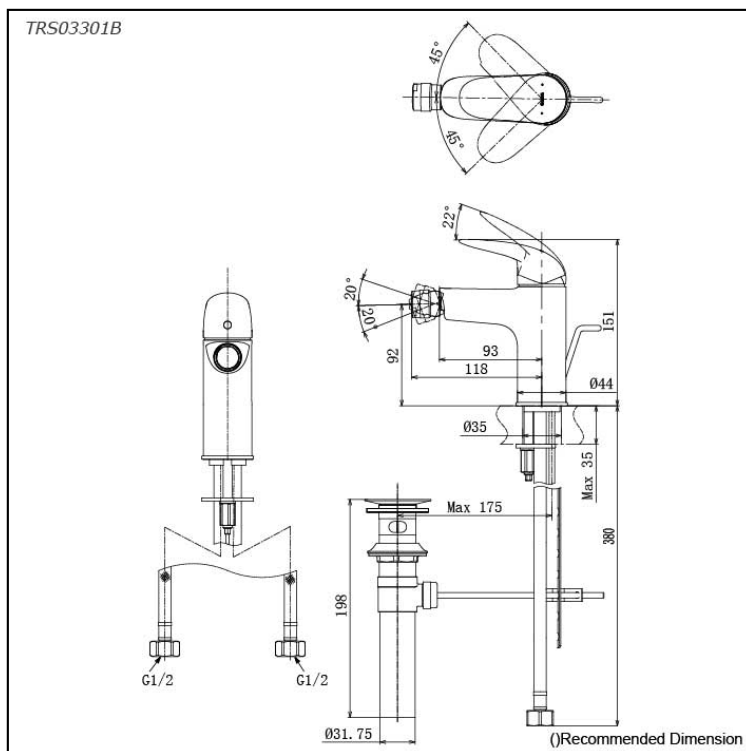 TRS03301B
45°
45°
22°
20°
20°
92
93
118
151
Ø44
Ø35
Max 35
Max 175
380
198
G1/2
G1/2
Ø31.75
()Recommended Dimension